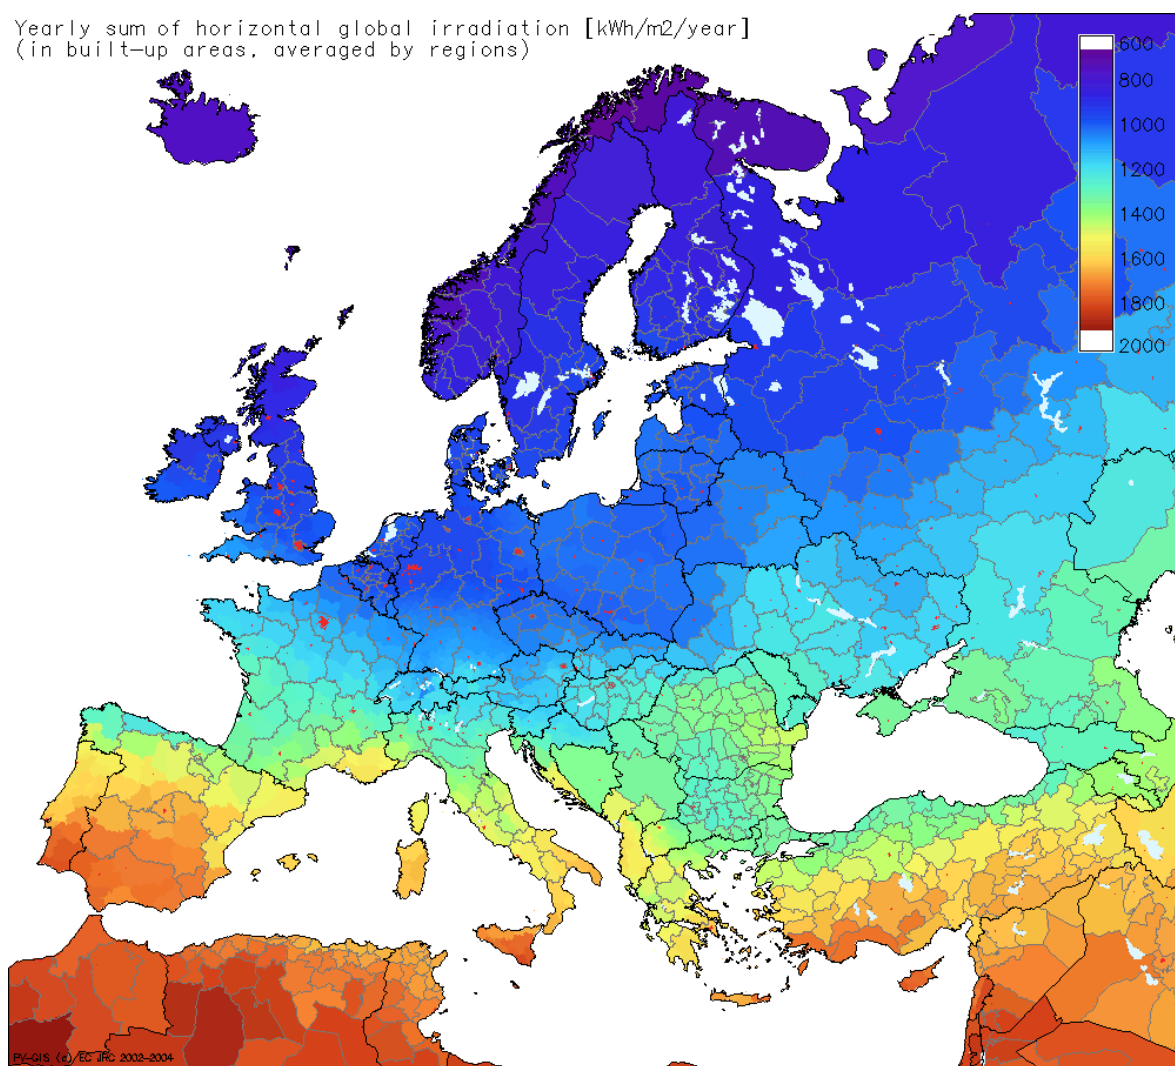 Yearly sum of horizontal global irradiation [kWh/m2/year]
(in built-up areas, averaged by regions)
600
800
1000
1200
1400
1600
1800
2000
PV-GIS (c) EC JRC 2002-2004